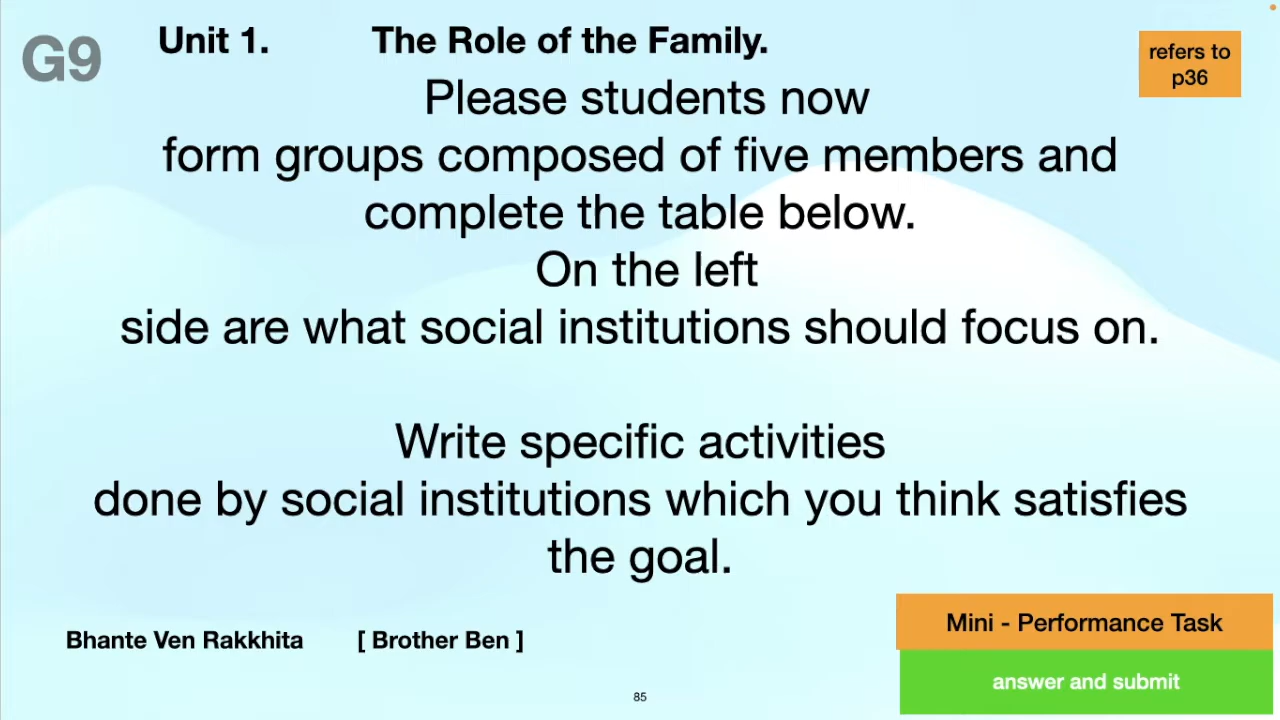 G9
Unit 1. The Role of the Family.
refers to
p36
Please students now
form groups composed of five members and
complete the table below.
On the left
side are what social institutions should focus on.
Write specific activities
done by social institutions which you think satisfies
the goal.
Bhante Ven Rakkhita [ Brother Ben ]
Mini - Performance Task
answer and submit
85